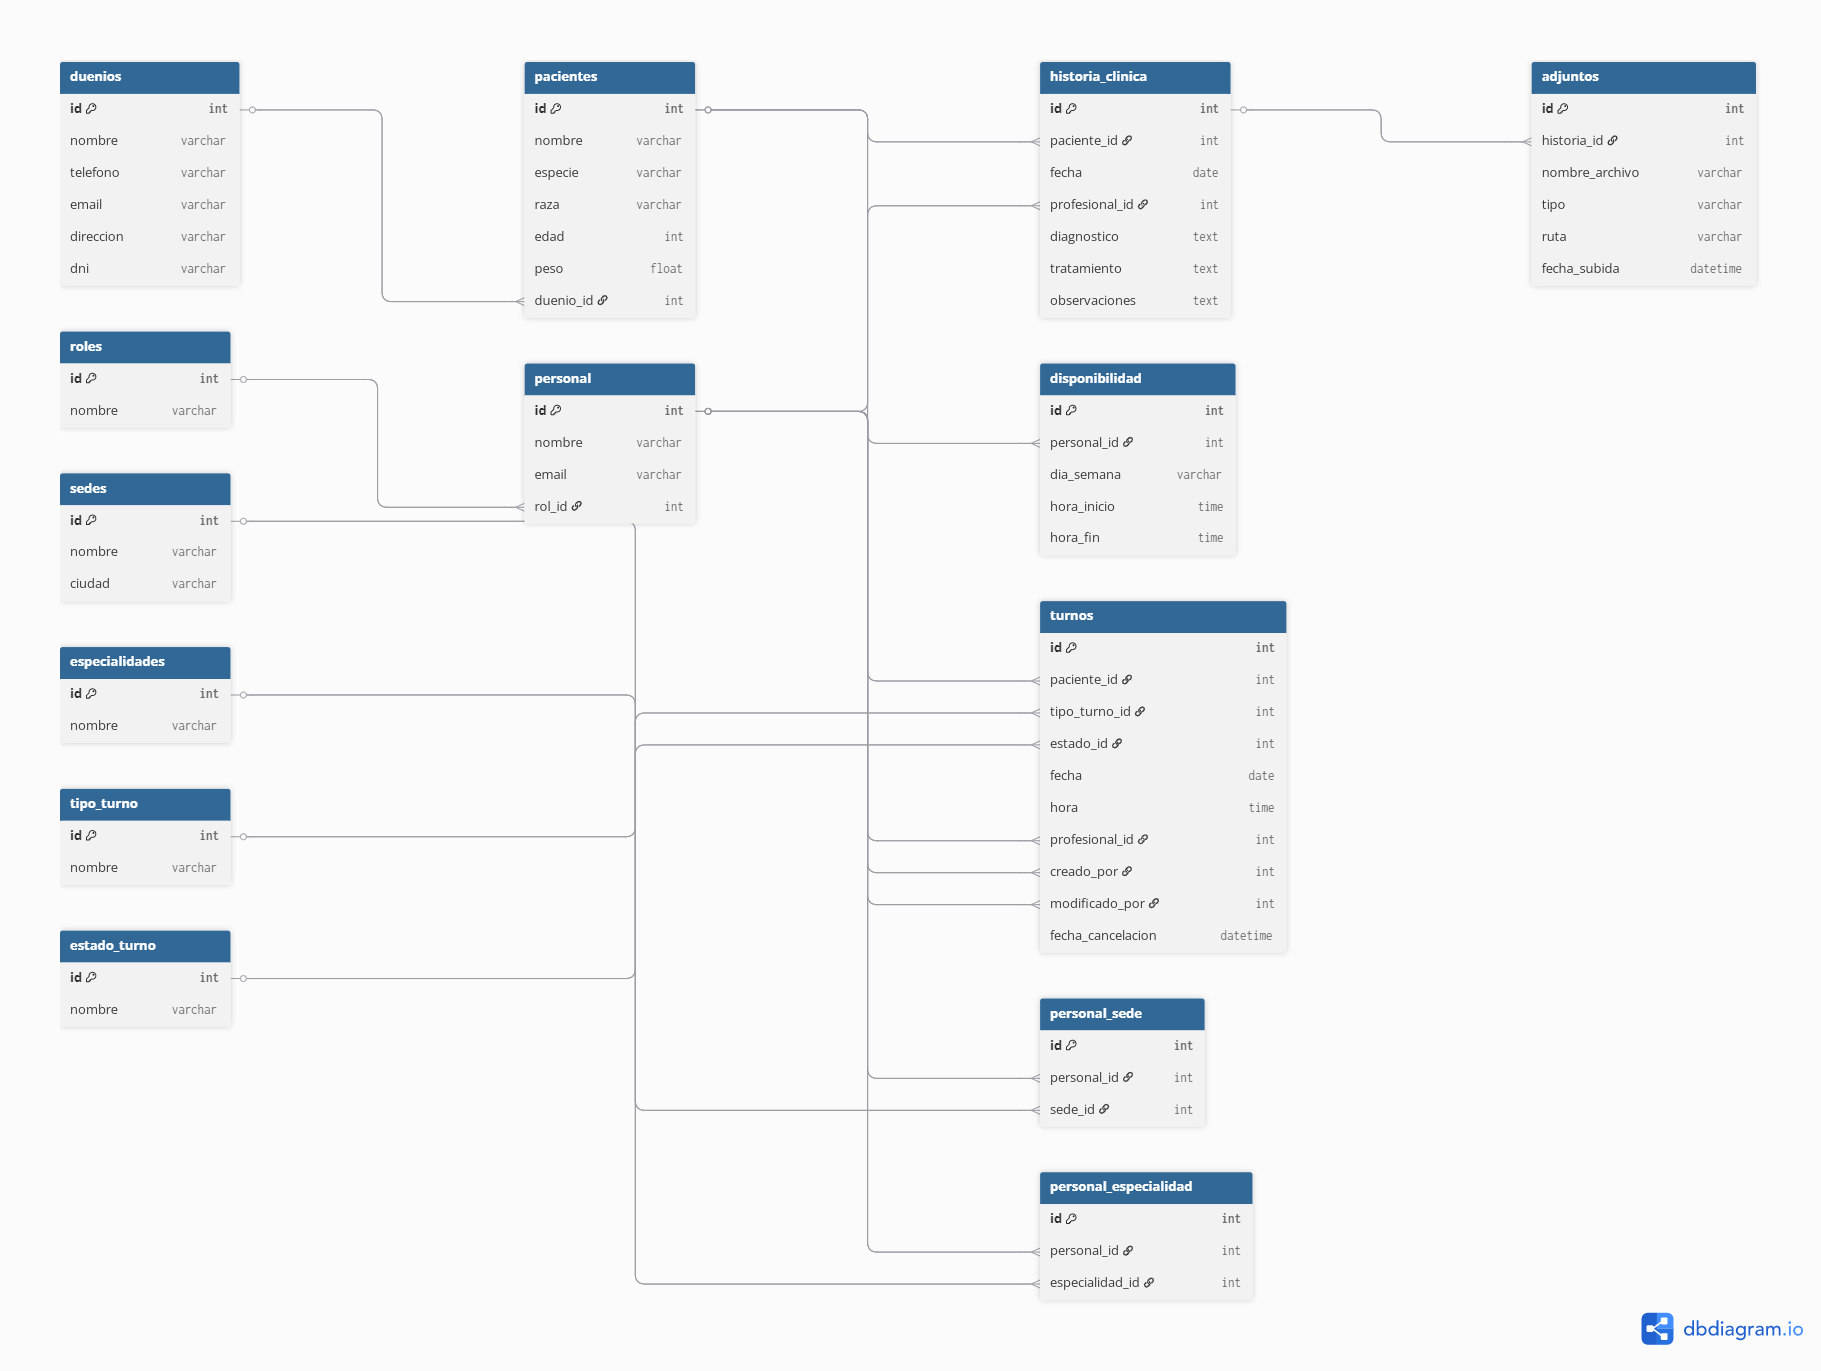 duenios
id int
nombre varchar
telefono varchar
email varchar
direccion varchar
dni varchar
pacientes
id int
nombre varchar
especie varchar
raza varchar
edad int
peso float
duenio_id int
historia_clinica
id int
paciente_id int
fecha date
profesional_id int
diagnostico text
tratamiento text
observaciones text
adjuntos
id int
historia_id int
nombre_archivo varchar
tipo varchar
ruta varchar
fecha_subida datetime
roles
id int
nombre varchar
personal
id int
nombre varchar
email varchar
rol_id int
disponibilidad
id int
personal_id int
dia_semana varchar
hora_inicio time
hora_fin time
sedes
id int
nombre varchar
ciudad varchar
especialidades
id int
nombre varchar
turnos
id int
paciente_id int
tipo_turno_id int
estado_id int
fecha date
hora time
profesional_id int
creado_por int
modificado_por int
fecha_cancelacion datetime
tipo_turno
id int
nombre varchar
estado_turno
id int
nombre varchar
personal_sede
id int
personal_id int
sede_id int
personal_especialidad
id int
personal_id int
especialidad_id int
dbdiagram.io